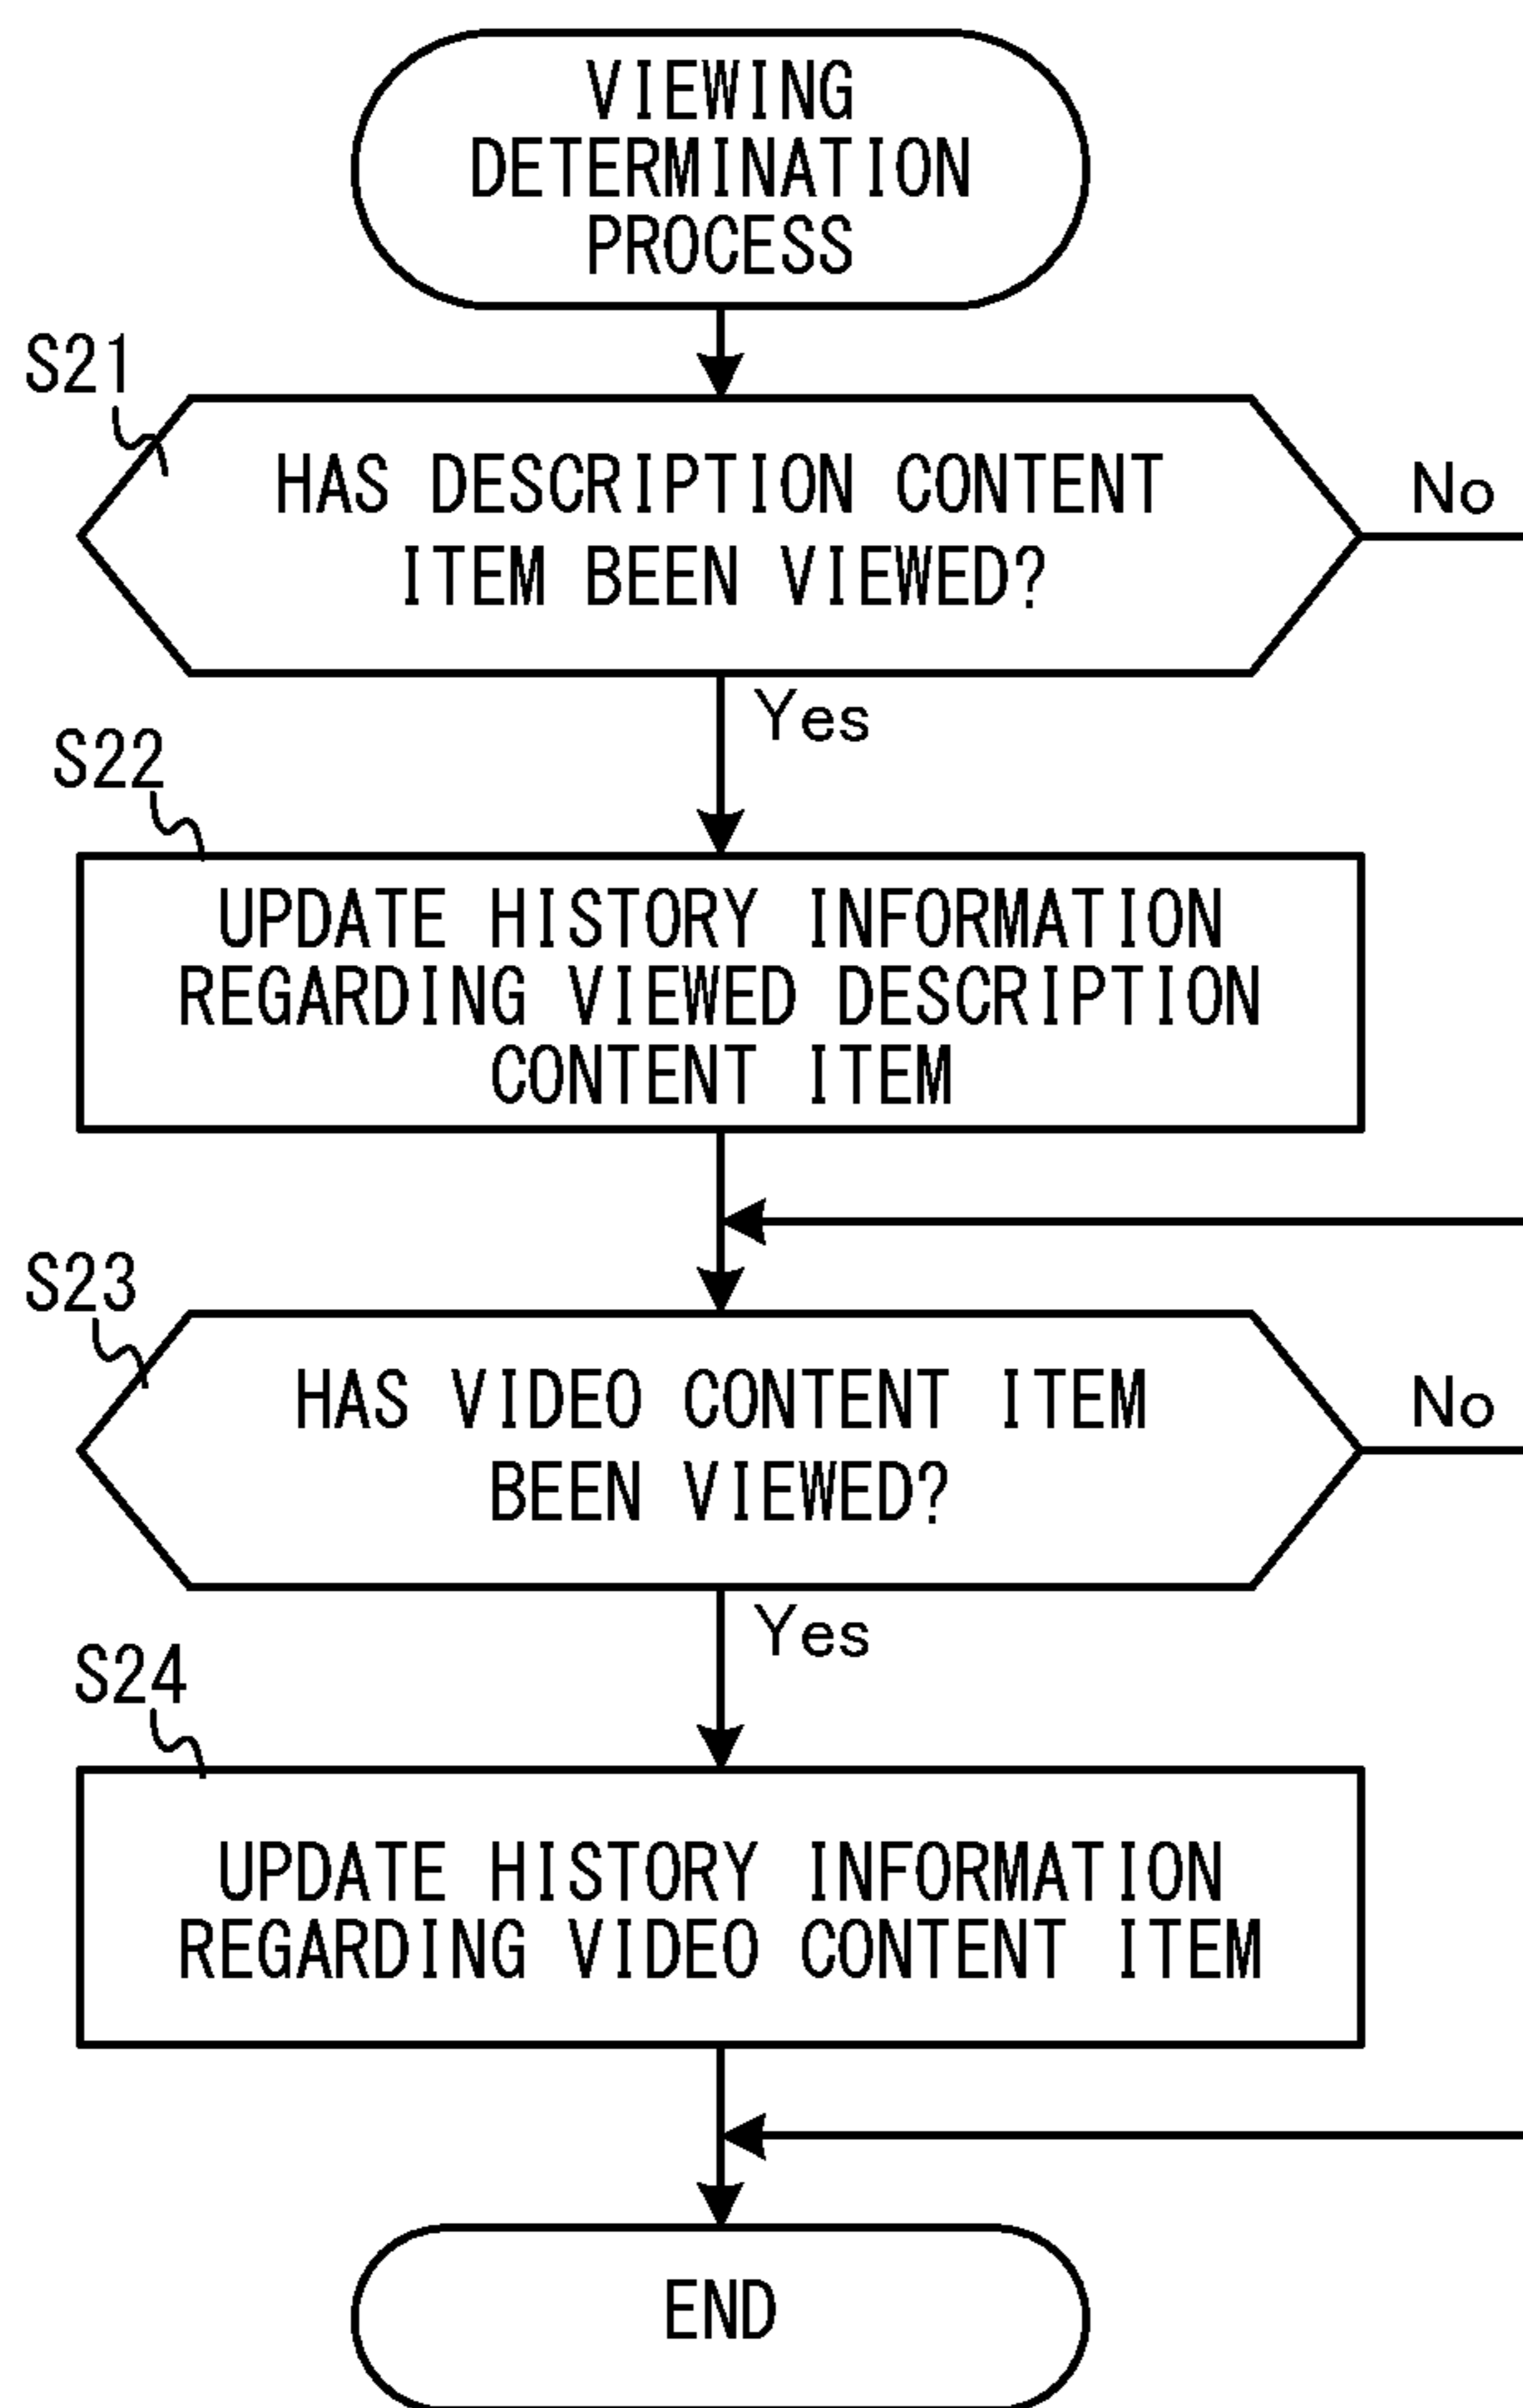 VIEWING
DETERMINATION
PROCESS
S21
HAS DESCRIPTION CONTENT
ITEM BEEN VIEWED?
No
Yes
S22
UPDATE HISTORY INFORMATION
REGARDING VIEWED DESCRIPTION
CONTENT ITEM
S23
HAS VIDEO CONTENT ITEM
BEEN VIEWED?
No
Yes
S24
UPDATE HISTORY INFORMATION
REGARDING VIDEO CONTENT ITEM
END